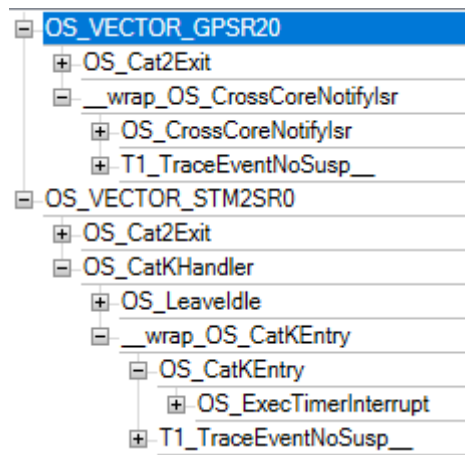 OS_VECTOR_GPSR20
OS_Cat2Exit
__wrap_OS_CrossCoreNotifyIsr
OS_CrossCoreNotifyIsr
T1_TraceEventNoSusp__
OS_VECTOR_STM2SR0
OS_Cat2Exit
OS_CatKHandler
OS_LeaveIdle
__wrap_OS_CatKEntry
OS_CatKEntry
OS_ExecTimerInterrupt
T1_TraceEventNoSusp__